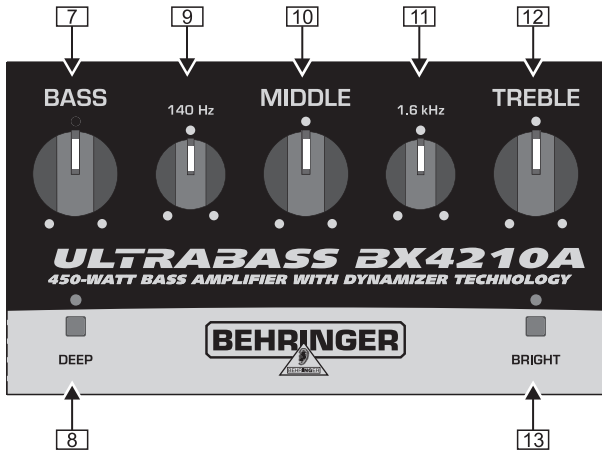 7 9 10 11 12
BASS 140 Hz MIDDLE 1.6 kHz TREBLE
ULTRABASS BX4210A
450-WATT BASS AMPLIFIER WITH DYNAMIZER TECHNOLOGY
BEHRINGER
BEHRINGER
DEEP BRIGHT
8 13